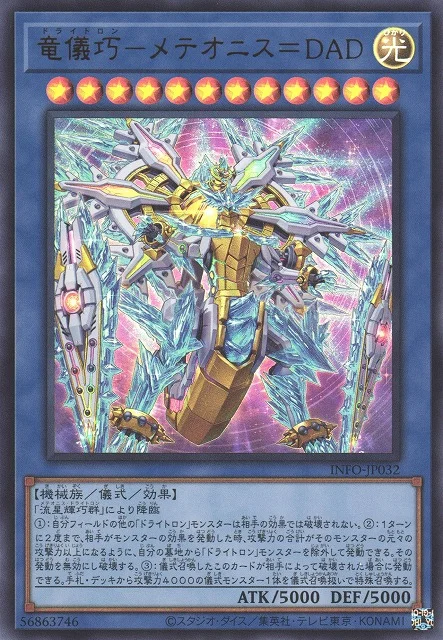 ドライトロン
竜儀巧－メテオニス＝DAD
ひかり
光
INFO-JP032
【機械族／儀式／効果】
「流星輝巧群」により降臨
①：自分フィールドの他の「ドライトロン」モンスターは相手の効果では破壊されない。②：1ターン
に2度まで、相手がモンスターの効果を発動した時、攻撃力の合計がそのモンスターの元々の
攻撃力以上になるように、自分の墓地から「ドライトロン」モンスターを除外して発動できる。その
発動を無効にし破壊する。③：儀式召喚したこのカードが相手によって破壊された場合に発動
できる。手札・デッキから攻撃力4000の儀式モンスター1体を儀式召喚扱いで特殊召喚する。
ATK/5000 DEF/5000
56863746
©スタジオ・ダイス／集英社・テレビ東京・KONAMI